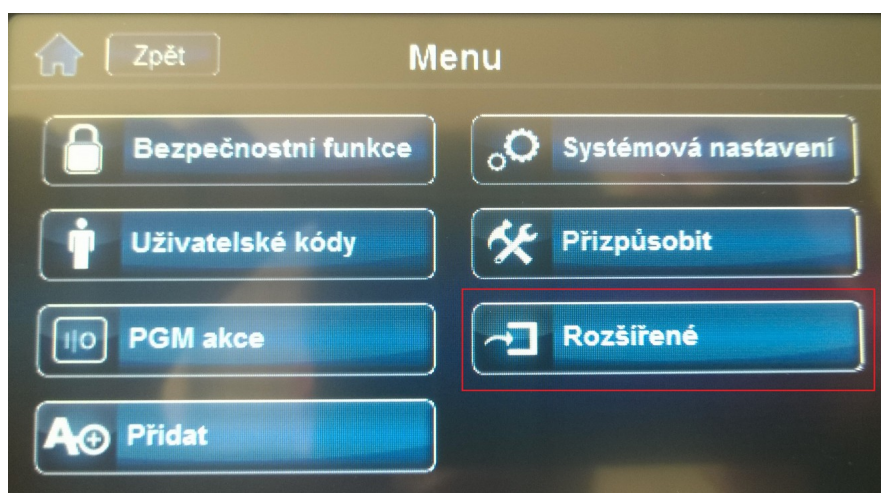 Zpět
Menu
Bezpečnostní funkce
Systémová nastavení
Uživatelské kódy
Přizpůsobit
I|O
PGM akce
Rozšířené
A+
Přidat